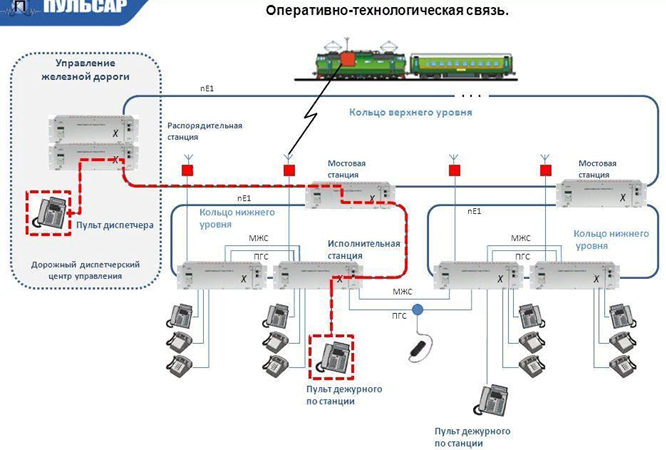 ПУЛЬСАР
Оперативно-технологическая связь.
Управление
железной дороги
nE1
. . .
Кольцо верхнего уровня
Распорядительная
станция
X
X
Мостовая
станция
X
Мостовая
станция
X
Пульт диспетчера
nE1
Кольцо нижнего
уровня
nE1
Кольцо нижнего
уровня
МЖС
ПГС
Исполнительная
станция
МЖС
ПГС
Дорожный диспетчерский
центр управления
X
X
X
X
МЖС
ПГС
Пульт дежурного
по станции
Пульт дежурного
по станции